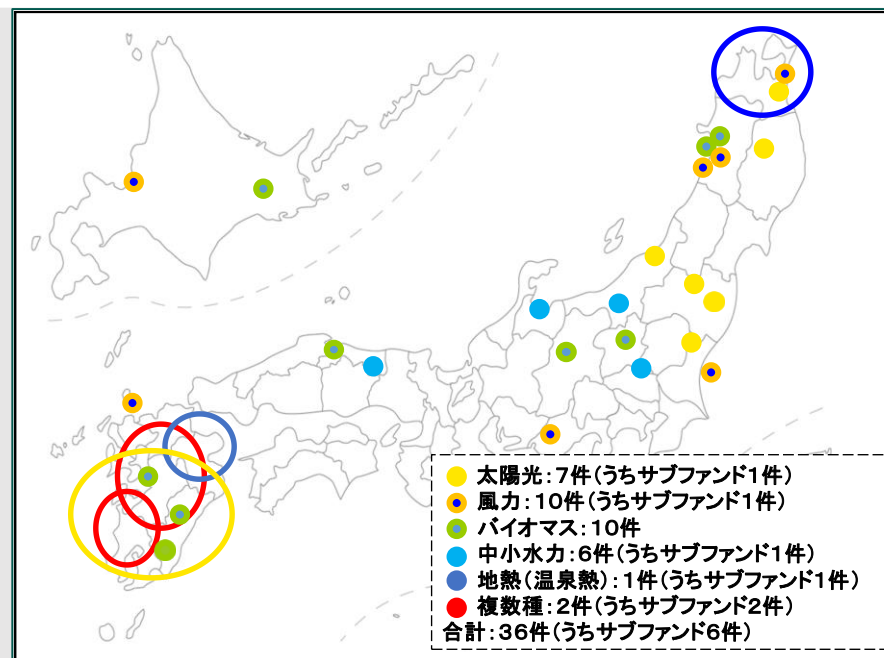 太陽光：７件（うちサブファンド１件）
風力：１０件（うちサブファンド１件）
バイオマス：１０件
中小水力：６件（うちサブファンド１件）
地熱（温泉熱）：１件（うちサブファンド１件）
複数種：２件（うちサブファンド２件）
合計：３６件（うちサブファンド６件）